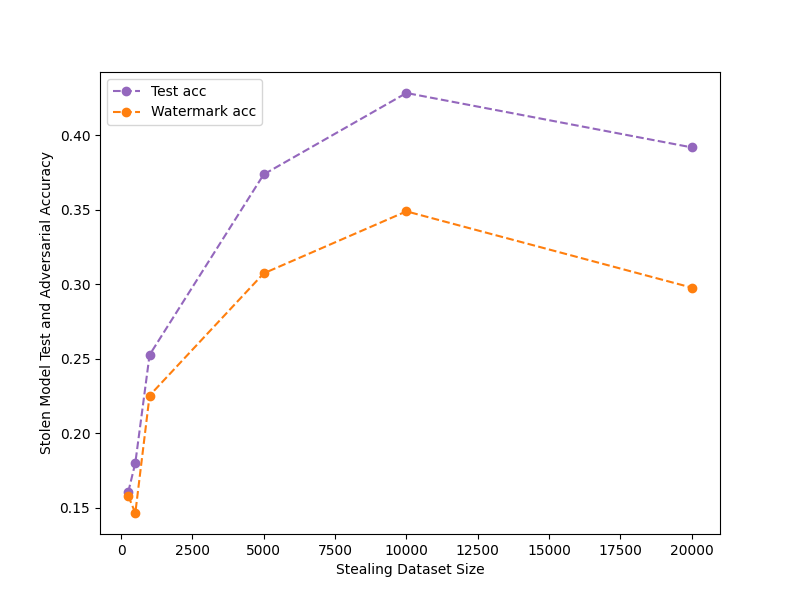 Test acc
Watermark acc
Stolen Model Test and Adversarial Accuracy
0.40
0.35
0.30
0.25
0.20
0.15
0 2500 5000 7500 10000 12500 15000 17500 20000
Stealing Dataset Size